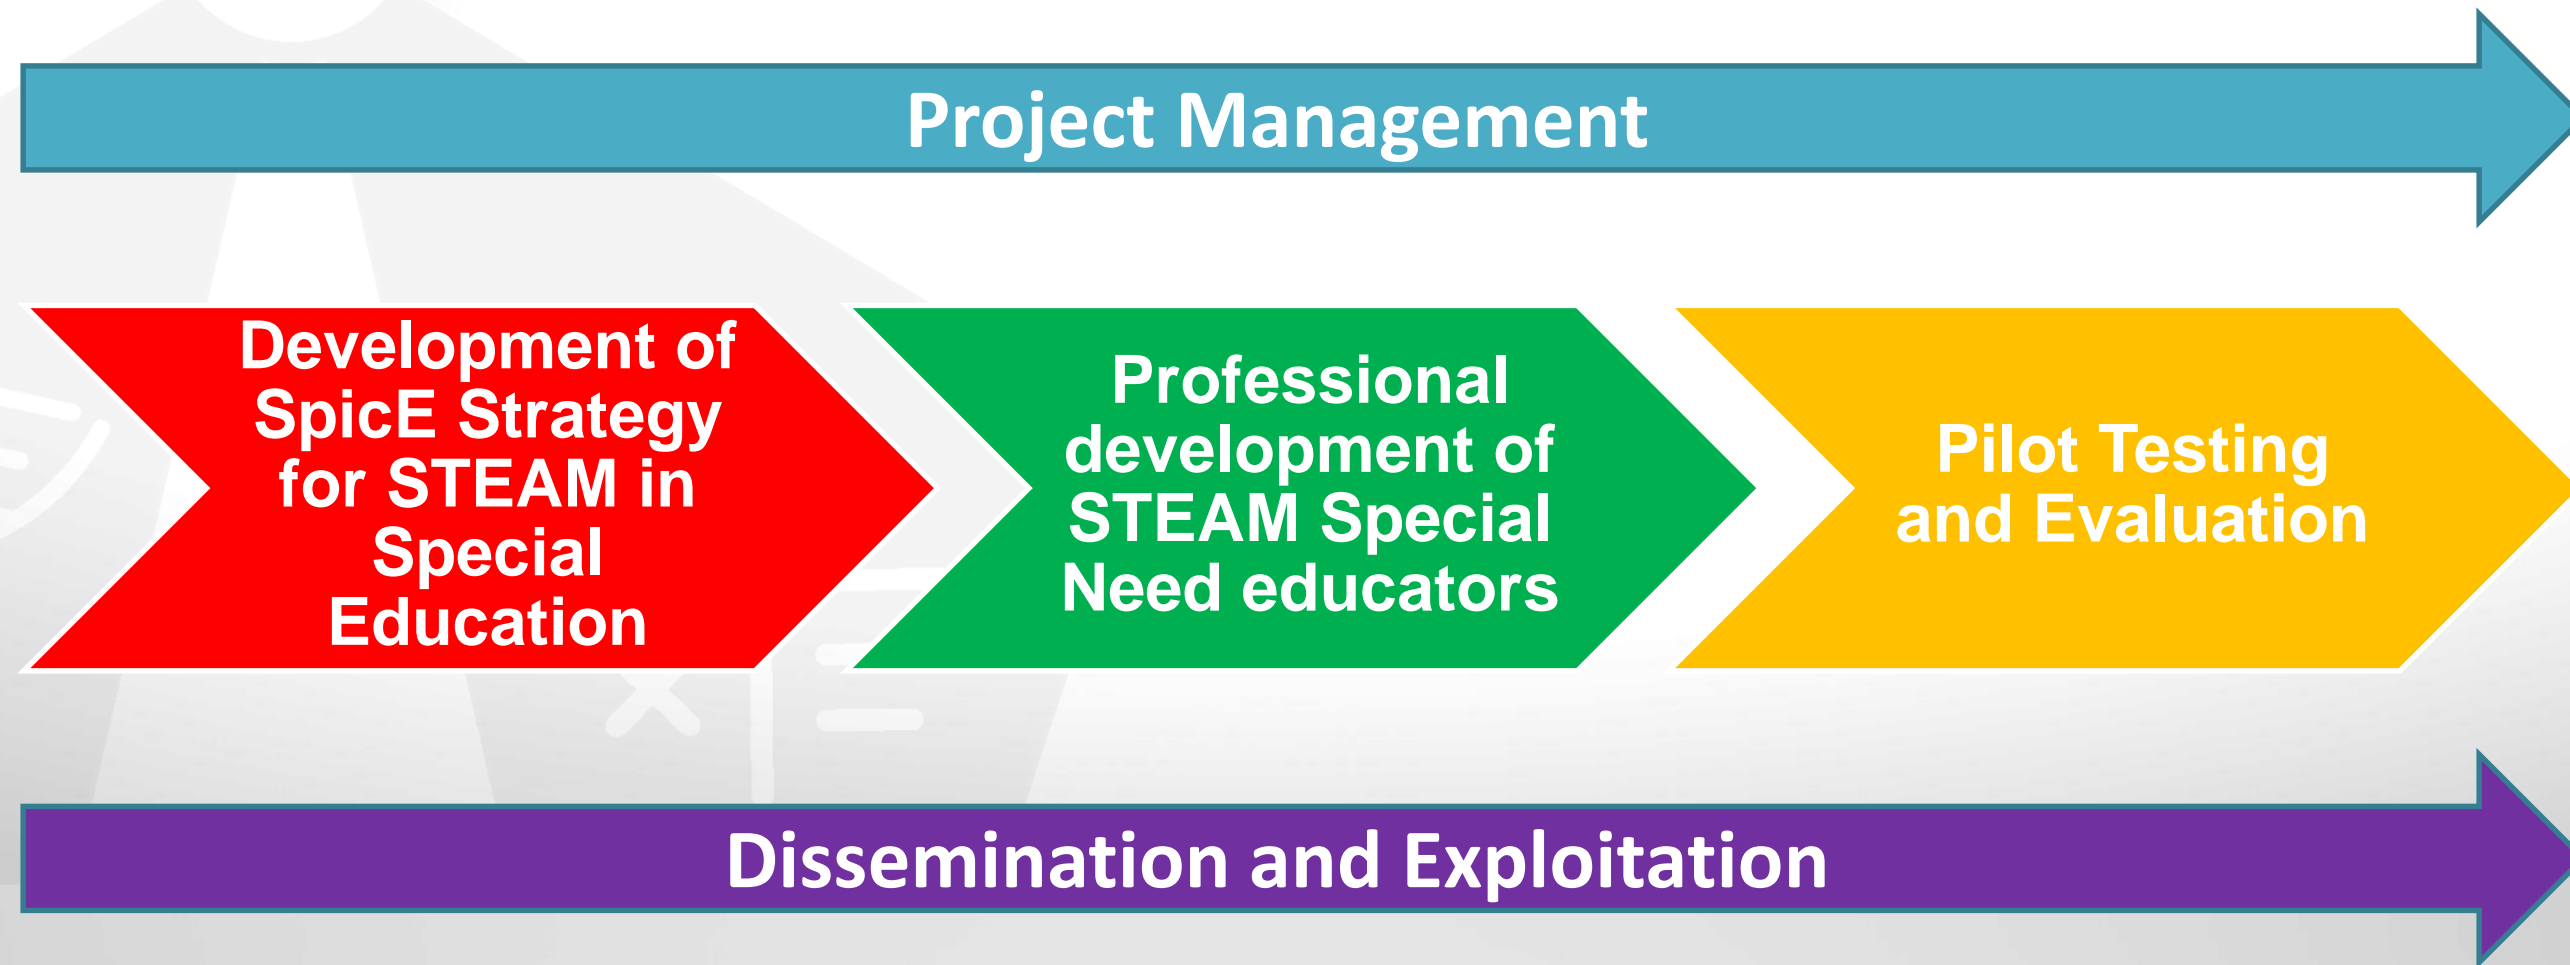 Project Management
Development of
SpicE Strategy
for STEAM in
Special
Education
Professional
development of
STEAM Special
Need educators
Pilot Testing
and Evaluation
Dissemination and Exploitation